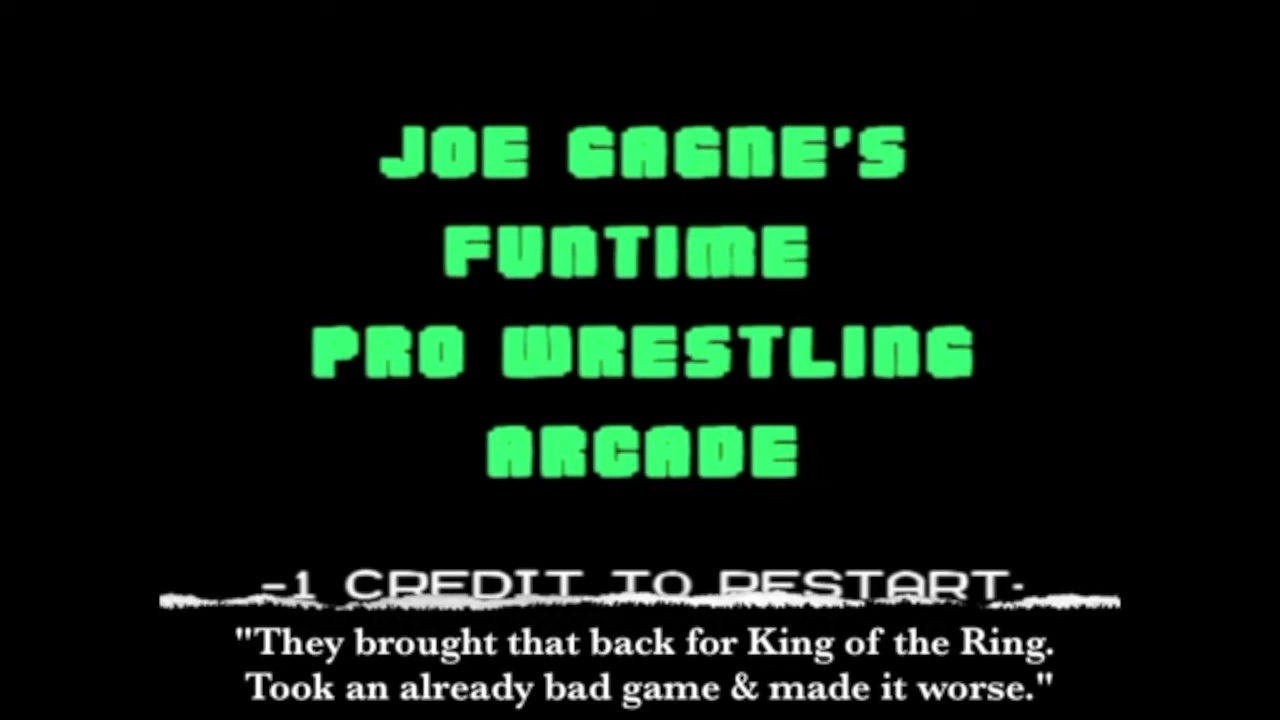 JOE GAGNE'S
FUNTIME
PRO WRESTLING
ARCADE
-1 CREDIT TO RESTART-
"They brought that back for King of the Ring.
Took an already bad game & made it worse."